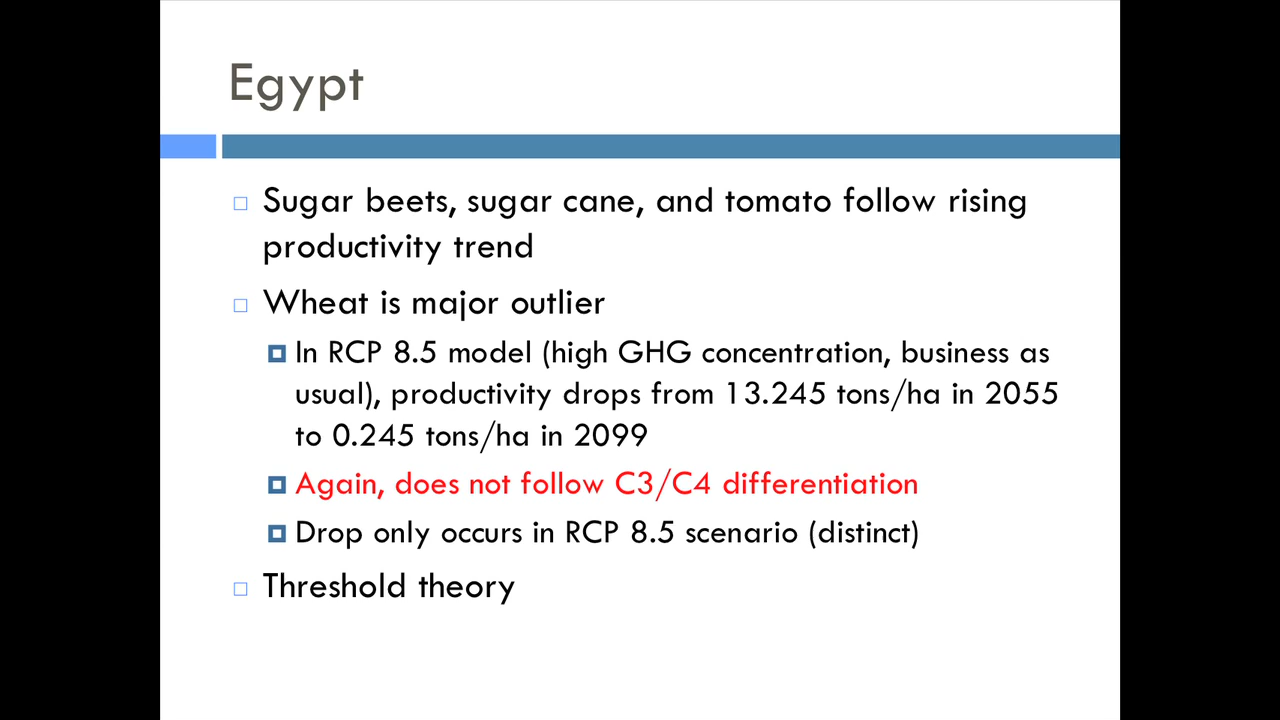 Egypt
Sugar beets, sugar cane, and tomato follow rising
productivity trend
Wheat is major outlier
In RCP 8.5 model (high GHG concentration, business as
usual), productivity drops from 13.245 tons/ha in 2055
to 0.245 tons/ha in 2099
Again, does not follow C3/C4 differentiation
Drop only occurs in RCP 8.5 scenario (distinct)
Threshold theory